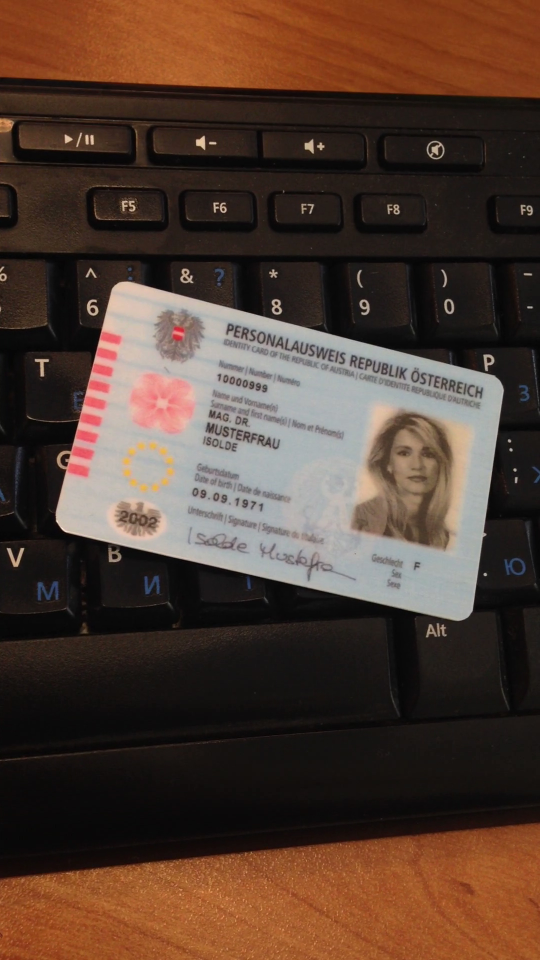 F5 F6 F7 F8 F9
% ^ : & ? * ( ) _
6 8 9 0 -
T P З
PERSONALAUSWEIS REPUBLIK ÖSTERREICH
IDENTITY CARD OF THE REPUBLIC OF AUSTRIA | CARTE D'IDENTITÉ RÉPUBLIQUE D'AUTRICHE
Nummer | Number | Numéro
10000999
Name und Vorname(n)
Surname and first name(s) | Nom et Prénom(s)
MAG. DR.
MUSTERFRAU
ISOLDE
Geburtsdatum
Date of birth | Date de naissance
09.09.1971
Unterschrift | Signature | Signature du titulaire
Isolde Musterfrau
Geschlecht F
Sex
Sexe
2002
G : ;
V M B И Ю
Alt